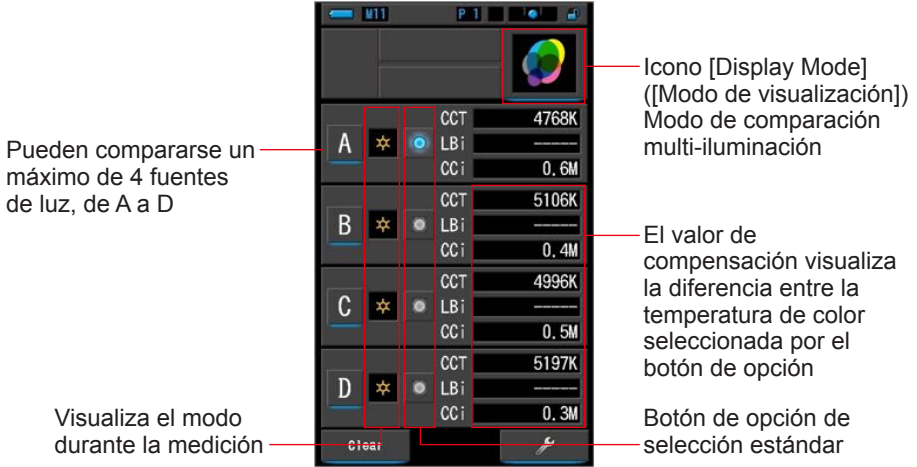 M11
P 1
Icono [Display Mode]
([Modo de visualización])
Modo de comparación
multi-iluminación
Pueden compararse un
máximo de 4 fuentes
de luz, de A a D
A
CCT 4768K
LBi -----
CCi 0.6M
B
CCT 5106K
LBi -----
CCi 0.4M
C
CCT 4996K
LBi -----
CCi 0.5M
D
CCT 5197K
LBi -----
CCi 0.3M
El valor de
compensación visualiza
la diferencia entre la
temperatura de color
seleccionada por el
botón de opción
Visualiza el modo
durante la medición
Botón de opción de
selección estándar
Clear